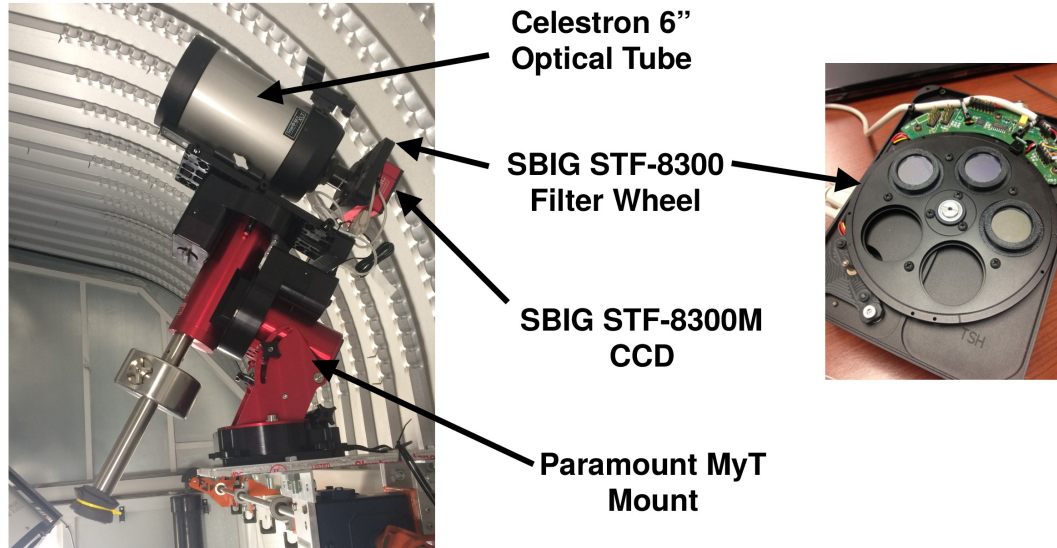 Celestron 6”
Optical Tube
SBIG STF-8300
Filter Wheel
SBIG STF-8300M
CCD
Paramount MyT
Mount
TSH